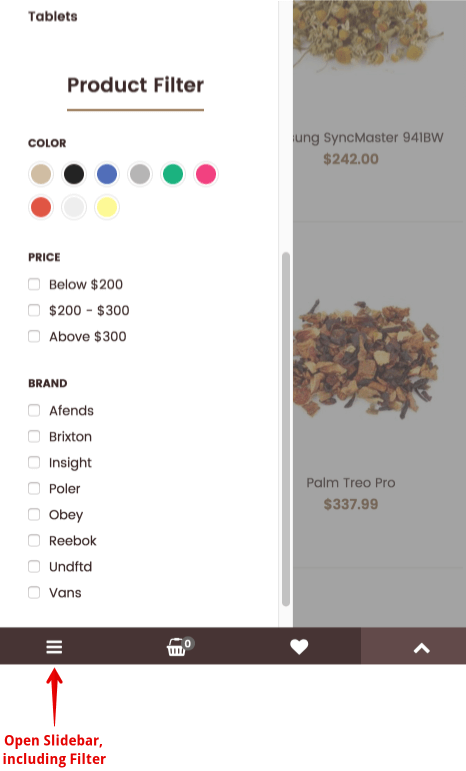 Tablets
Product Filter
COLOR
PRICE
Below $200
$200 - $300
Above $300
BRAND
Afends
Brixton
Insight
Poler
Obey
Reebok
Undftd
Vans
sung SyncMaster 941BW
$242.00
Palm Treo Pro
$337.99
0
Open Slidebar,
including Filter